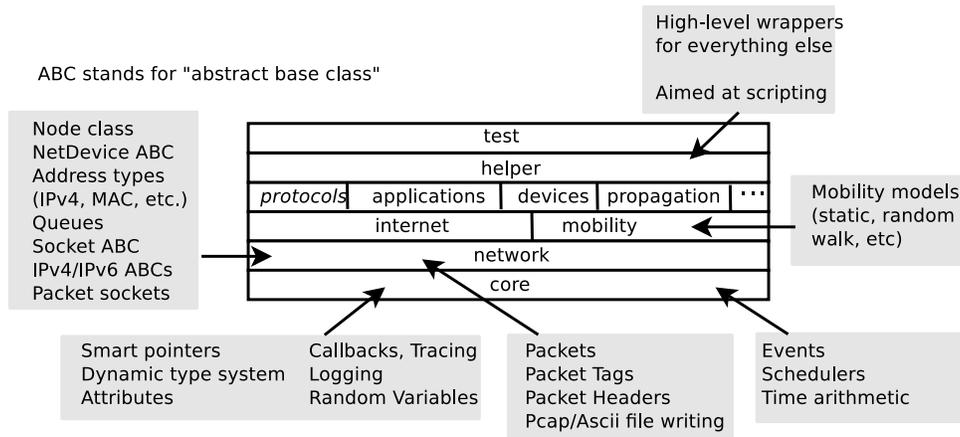 High-level wrappers
for everything else
Aimed at scripting
ABC stands for "abstract base class"
Node class
NetDevice ABC
Address types
(IPv4, MAC, etc.)
Queues
Socket ABC
IPv4/IPv6 ABCs
Packet sockets
test
helper
protocols applications devices propagation ...
internet mobility
network
core
Mobility models
(static, random
walk, etc)
Smart pointers
Dynamic type system
Attributes
Callbacks, Tracing
Logging
Random Variables
Packets
Packet Tags
Packet Headers
Pcap/Ascii file writing
Events
Schedulers
Time arithmetic